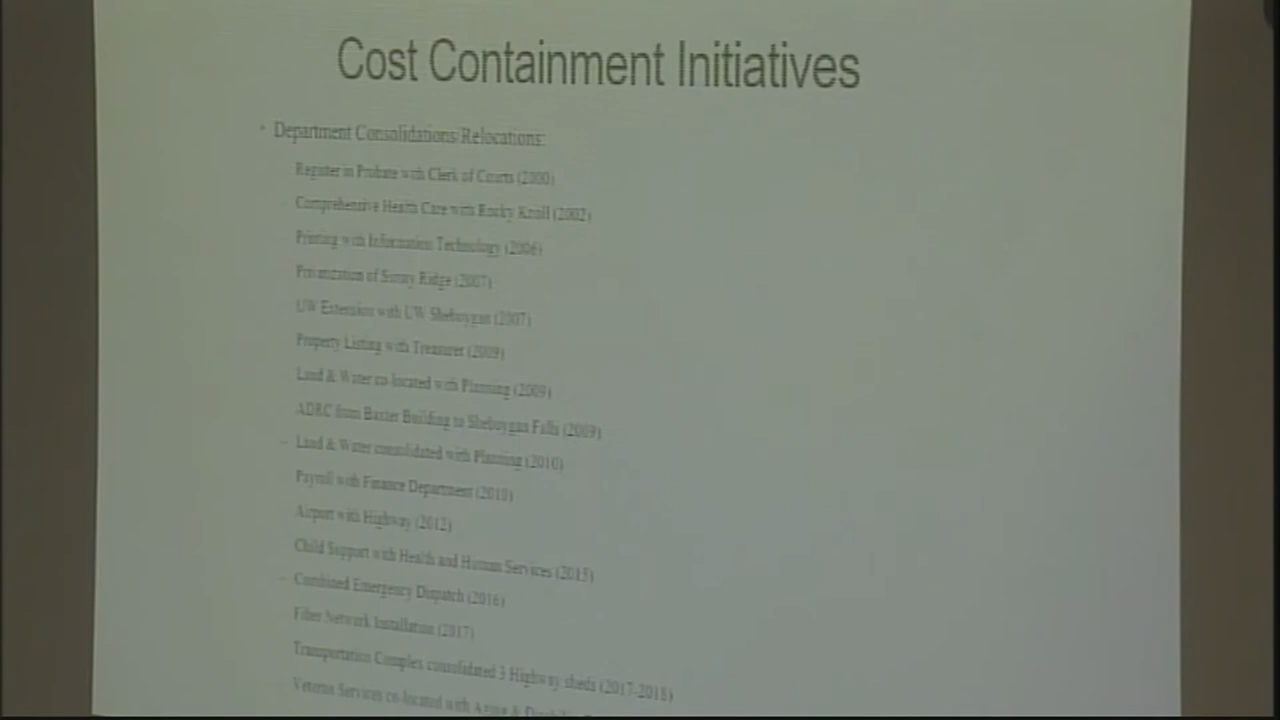 Cost Containment Initiatives
• Department Consolidations/Relocations:
Register in Probate with Clerk of Courts (2000)
– Comprehensive Health Care with Rocky Knoll (2002)
Printing with Information Technology (2006)
Privatization of Sunny Ridge (2007)
UW Extension with UW Sheboygan (2007)
Property Listing with Treasurer (2009)
Land & Water co-located with Planning (2009)
ADRC from Baxter Building to Sheboygan Falls (2009)
– Land & Water consolidated with Planning (2010)
Payroll with Finance Department (2010)
Airport with Highway (2012)
Child Support with Health and Human Services (2015)
– Combined Emergency Dispatch (2016)
Fiber Network Installation (2017)
Transportation Complex consolidated 3 Highway sheds (2017-2018)
Veterans Services co-located with Aging &